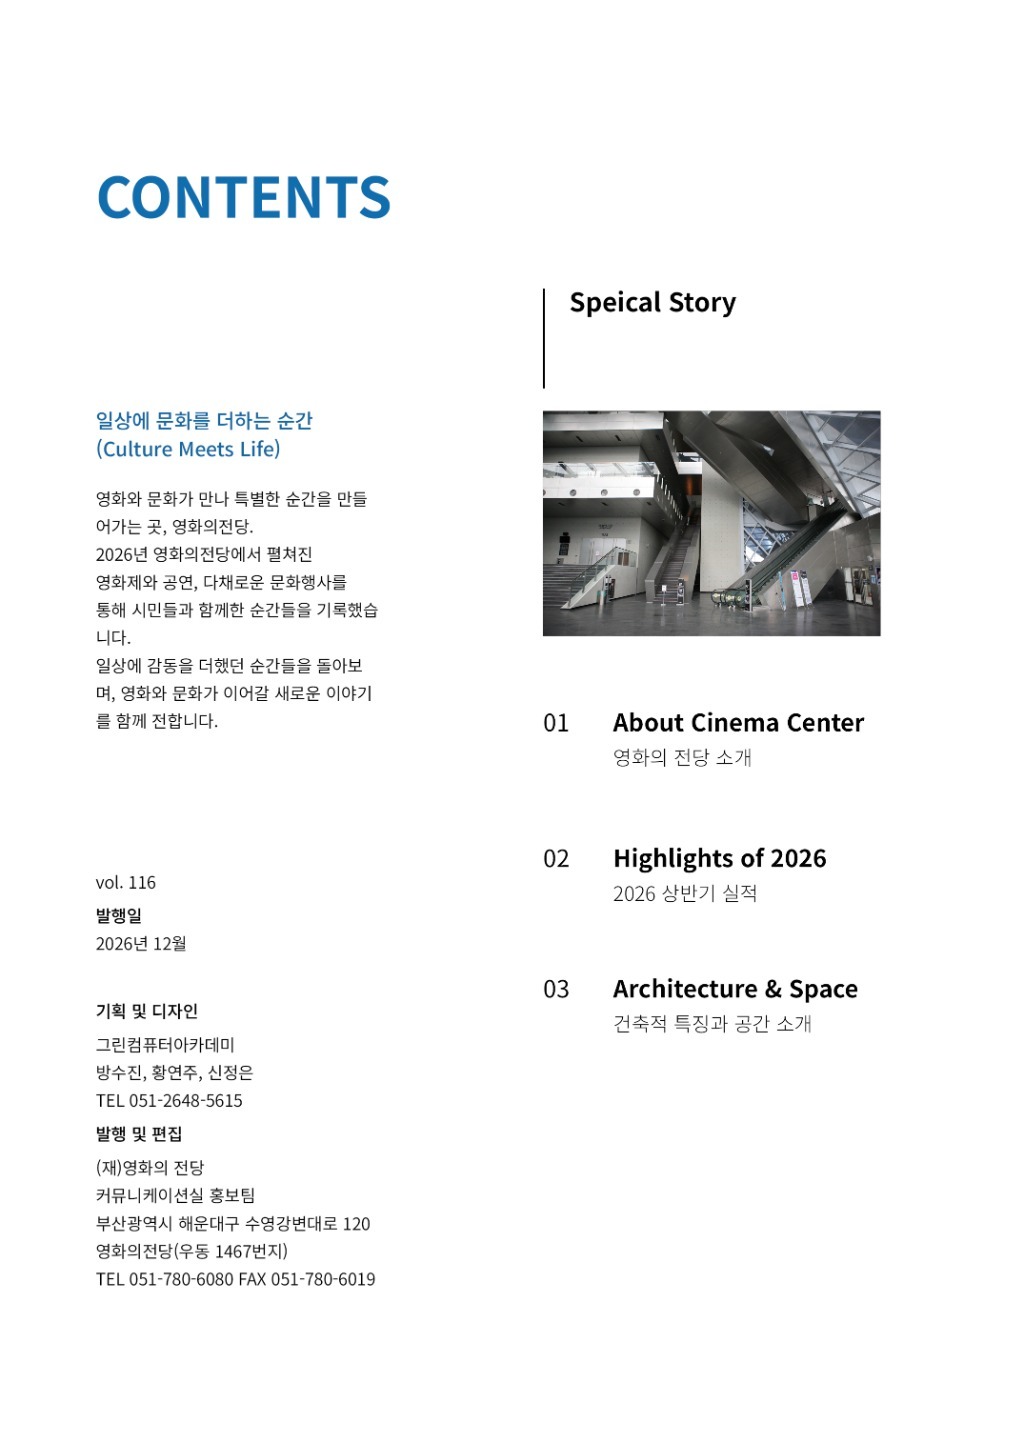 CONTENTS
Speical Story
일상에 문화를 더하는 순간
(Culture Meets Life)
영화와 문화가 만나 특별한 순간을 만들
어가는 곳, 영화의전당.
2026년 영화의전당에서 펼쳐진
영화제와 공연, 다채로운 문화행사를
통해 시민들과 함께한 순간들을 기록했습
니다.
일상에 감동을 더했던 순간들을 돌아보
며, 영화와 문화가 이어갈 새로운 이야기
를 함께 전합니다.
vol. 116
발행일
2026년 12월
기획 및 디자인
그린컴퓨터아카데미
방수진, 황연주, 신정은
TEL 051-2648-5615
발행 및 편집
(재)영화의 전당
커뮤니케이션실 홍보팀
부산광역시 해운대구 수영강변대로 120
영화의전당(우동 1467번지)
TEL 051-780-6080 FAX 051-780-6019
01 About Cinema Center
영화의 전당 소개
02 Highlights of 2026
2026 상반기 실적
03 Architecture & Space
건축적 특징과 공간 소개